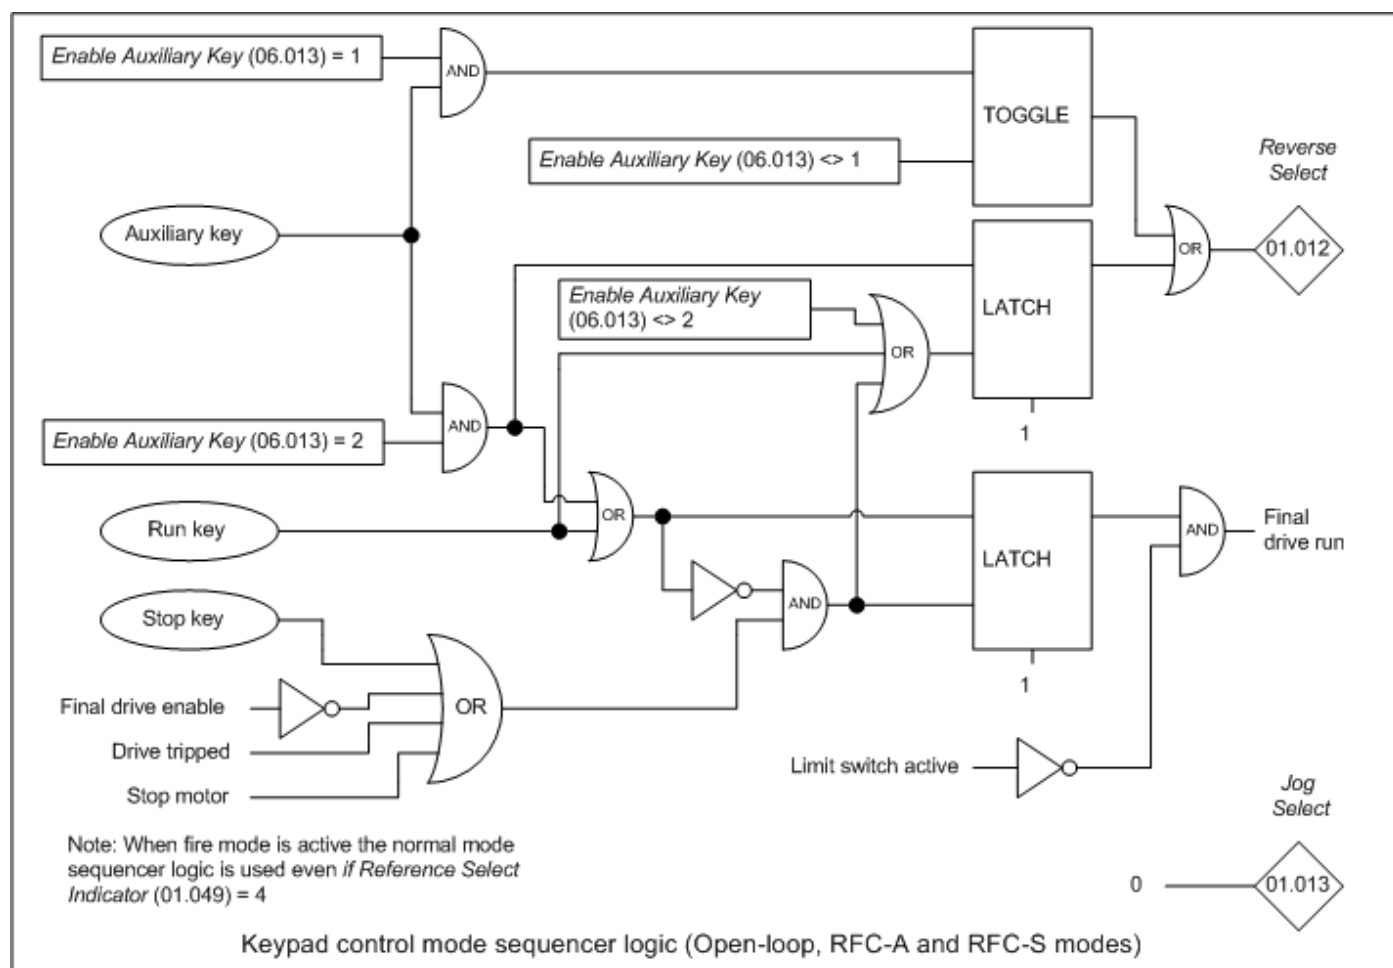 Enable Auxiliary Key (06.013) = 1
AND
TOGGLE
Enable Auxiliary Key (06.013) <> 1
Reverse
Select
Auxiliary key
OR
01.012
Enable Auxiliary Key
(06.013) <> 2
LATCH
OR
1
AND
Enable Auxiliary Key (06.013) = 2
Run key
OR
LATCH
AND
Final
drive run
Stop key
AND
1
Final drive enable
OR
Drive tripped
Stop motor
Limit switch active
Jog
Select
Note: When fire mode is active the normal mode
sequencer logic is used even if Reference Select
Indicator (01.049) = 4
0
01.013
Keypad control mode sequencer logic (Open-loop, RFC-A and RFC-S modes)